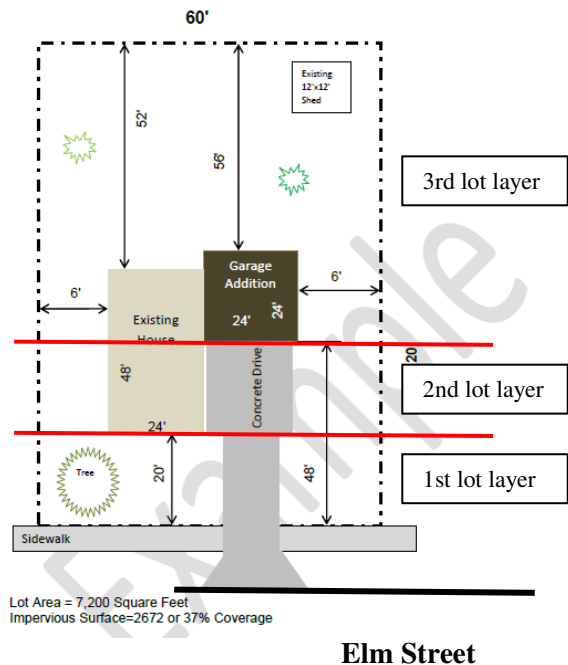 60'
Existing
12'x12'
Shed
52'
56'
3rd lot layer
Garage
Addition
6'
6'
24'
24'
Existing
House
20
48'
Concrete Drive
2nd lot layer
24'
Tree
20'
48'
1st lot layer
Sidewalk
Example
Lot Area = 7,200 Square Feet
Impervious Surface=2672 or 37% Coverage
Elm Street